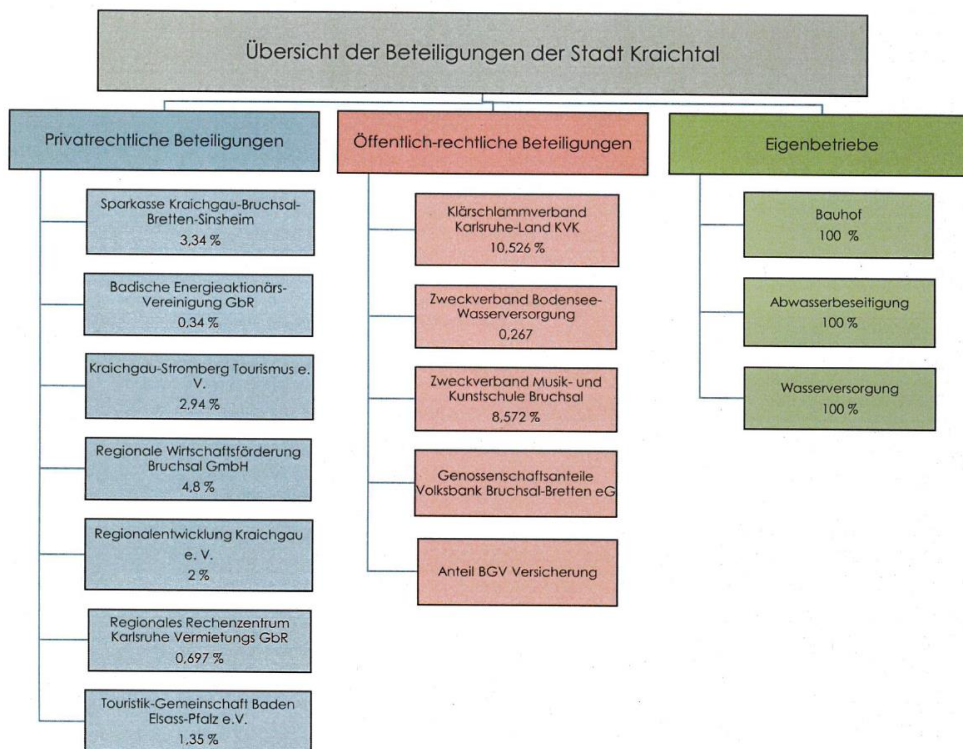 Übersicht der Beteiligungen der Stadt Kraichtal
Privatrechtliche Beteiligungen
Sparkasse Kraichgau-Bruchsal-
Bretten-Sinsheim
3,34 %
Badische Energieaktionärs-
Vereinigung GbR
0,34 %
Kraichgau-Stromberg Tourismus e.
V.
2,94 %
Regionale Wirtschaftsförderung
Bruchsal GmbH
4,8 %
Regionalentwicklung Kraichgau
e. V.
2 %
Regionales Rechenzentrum
Karlsruhe Vermietungs GbR
0,697 %
Touristik-Gemeinschaft Baden
Elsass-Pfalz e.V.
1,35 %
Öffentlich-rechtliche Beteiligungen
Klärschlammverband
Karlsruhe-Land KVK
10,526 %
Zweckverband Bodensee-
Wasserversorgung
0,267
Zweckverband Musik- und
Kunstschule Bruchsal
8,572 %
Genossenschaftsanteile
Volksbank Bruchsal-Bretten eG
Anteil BGV Versicherung
Eigenbetriebe
Bauhof
100 %
Abwasserbeseitigung
100 %
Wasserversorgung
100 %